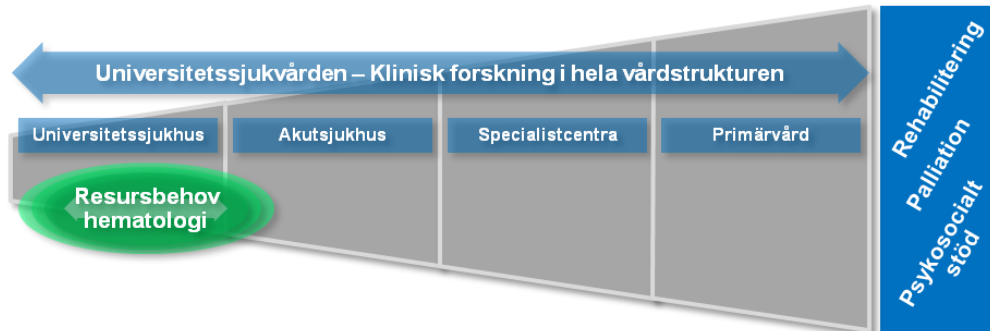 Universitetssjukvården – Klinisk forskning i hela vårdstrukturen
Universitetssjukhus
Akutsjukhus
Specialistcentra
Primärvård
Resursbehov
hematologi
Rehabilitering
Palliation
Psykosocialt
stöd